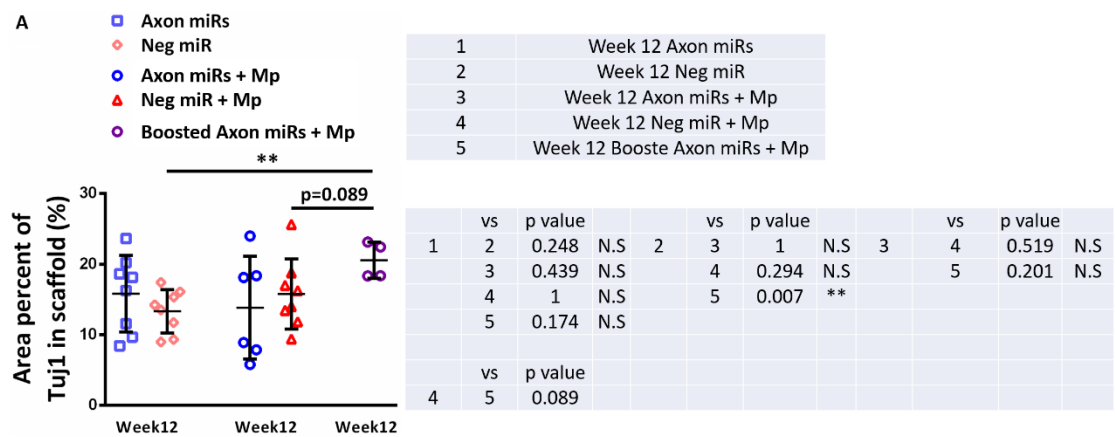 A
Axon miRs
Neg miR
Axon miRs + Mp
Neg miR + Mp
Boosted Axon miRs + Mp
**
p=0.089
30
20
10
0
Area percent of
Tuj1 in scaffold (%)
Week12 Week12 Week12
1 Week 12 Axon miRs
2 Week 12 Neg miR
3 Week 12 Axon miRs + Mp
4 Week 12 Neg miR + Mp
5 Week 12 Booste Axon miRs + Mp
vs p value vs p value vs p value
1 2 0.248 N.S 2 3 1 N.S 3 4 0.519 N.S
3 0.439 N.S 4 0.294 N.S 5 0.201 N.S
4 1 N.S 5 0.007 **
5 0.174 N.S
vs p value
4 5 0.089